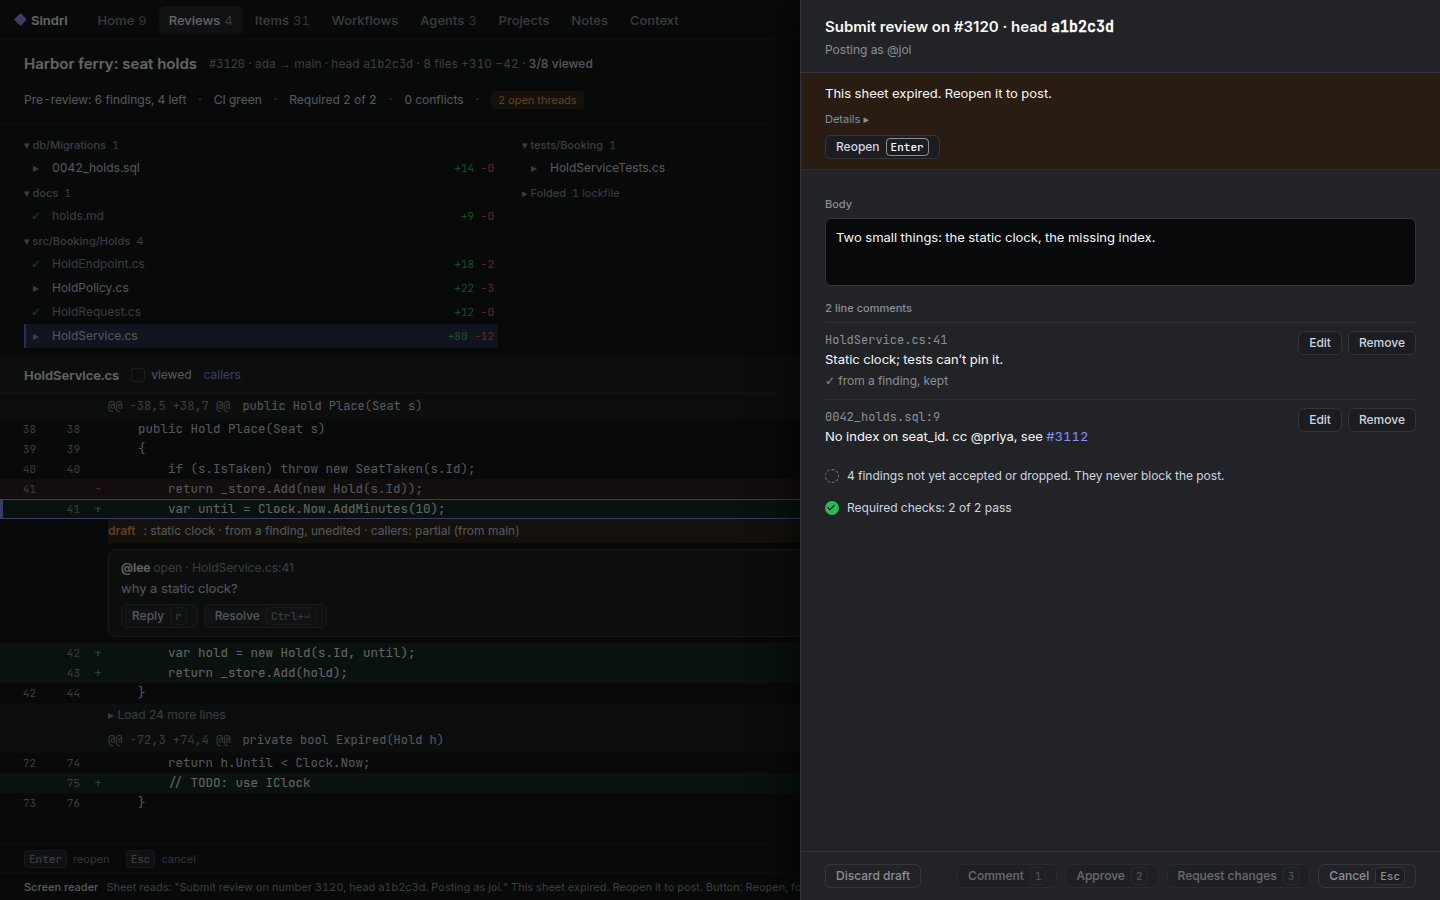 Sindri Home 9 Reviews 4 Items 31 Workflows Agents 3 Projects Notes Context
Harbor ferry: seat holds #3120 · ada → main · head a1b2c3d · 8 files +310 −42 · 3/8 viewed
Pre-review: 6 findings, 4 left · CI green · Required 2 of 2 · 0 conflicts · 2 open threads
▾ db/Migrations 1
▸ 0042_holds.sql +14 -0
▾ docs 1
✓ holds.md +9 -0
▾ src/Booking/Holds 4
✓ HoldEndpoint.cs +18 -2
▸ HoldPolicy.cs +22 -3
✓ HoldRequest.cs +12 -0
▸ HoldService.cs +80 -12
▾ tests/Booking 1
▸ HoldServiceTests.cs
▸ Folded 1 lockfile
HoldService.cs viewed callers
@@ -38,5 +38,7 @@ public Hold Place(Seat s)
38 38 public Hold Place(Seat s)
39 39 {
40 40 if (s.IsTaken) throw new SeatTaken(s.Id);
41 - return _store.Add(new Hold(s.Id));
41 + var until = Clock.Now.AddMinutes(10);
draft : static clock · from a finding, unedited · callers: partial (from main)
@lee open · HoldService.cs:41
why a static clock?
Reply r Resolve Ctrl+⏎
42 + var hold = new Hold(s.Id, until);
43 + return _store.Add(hold);
42 44 }
▸ Load 24 more lines
@@ -72,3 +74,4 @@ private bool Expired(Hold h)
72 74 return h.Until < Clock.Now;
75 + // TODO: use IClock
73 76 }
Enter reopen Esc cancel
Screen reader Sheet reads: "Submit review on number 3120, head a1b2c3d. Posting as joi." This sheet expired. Reopen it to post. Button: Reopen,
Submit review on #3120 · head a1b2c3d
Posting as @joi
This sheet expired. Reopen it to post.
Details ▸
Reopen Enter
Body
Two small things: the static clock, the missing index.
2 line comments
HoldService.cs:41 Edit Remove
Static clock; tests can’t pin it.
✓ from a finding, kept
0042_holds.sql:9 Edit Remove
No index on seat_id. cc @priya, see #3112
4 findings not yet accepted or dropped. They never block the post.
Required checks: 2 of 2 pass
Discard draft Comment 1 Approve 2 Request changes 3 Cancel Esc